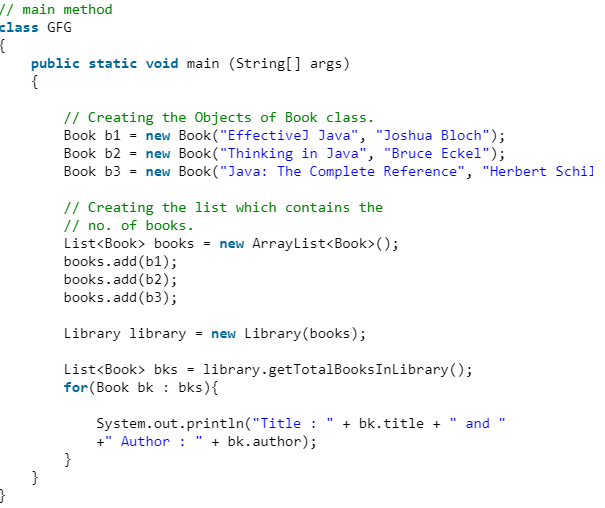 // main method
class GFG
{
    public static void main (String[] args)
    {

        // Creating the Objects of Book class.
        Book b1 = new Book("EffectiveJ Java", "Joshua Bloch");
        Book b2 = new Book("Thinking in Java", "Bruce Eckel");
        Book b3 = new Book("Java: The Complete Reference", "Herbert Schil

        // Creating the list which contains the
        // no. of books.
        List<Book> books = new ArrayList<Book>();
        books.add(b1);
        books.add(b2);
        books.add(b3);

        Library library = new Library(books);

        List<Book> bks = library.getTotalBooksInLibrary();
        for(Book bk : bks){

            System.out.println("Title : " + bk.title + " and "
            +" Author : " + bk.author);
        }
    }
}